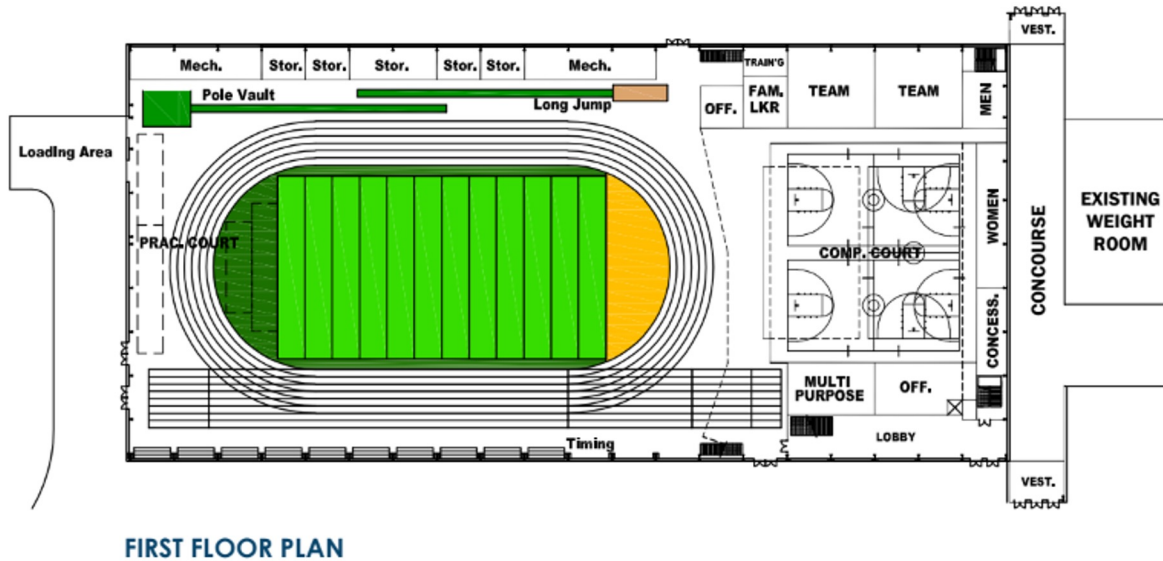 VEST.
Mech.
Stor.
Stor.
Stor.
Stor.
Stor.
Mech.
TRAIN'G
Pole Vault
Long Jump
OFF.
FAM.
LKR
TEAM
TEAM
MEN
Loading Area
WOMEN
EXISTING
WEIGHT
ROOM
PRAC. COURT
COMP. COURT
CONCOURSE
CONCESS.
MULTI
PURPOSE
OFF.
Timing
LOBBY
VEST.
FIRST FLOOR PLAN